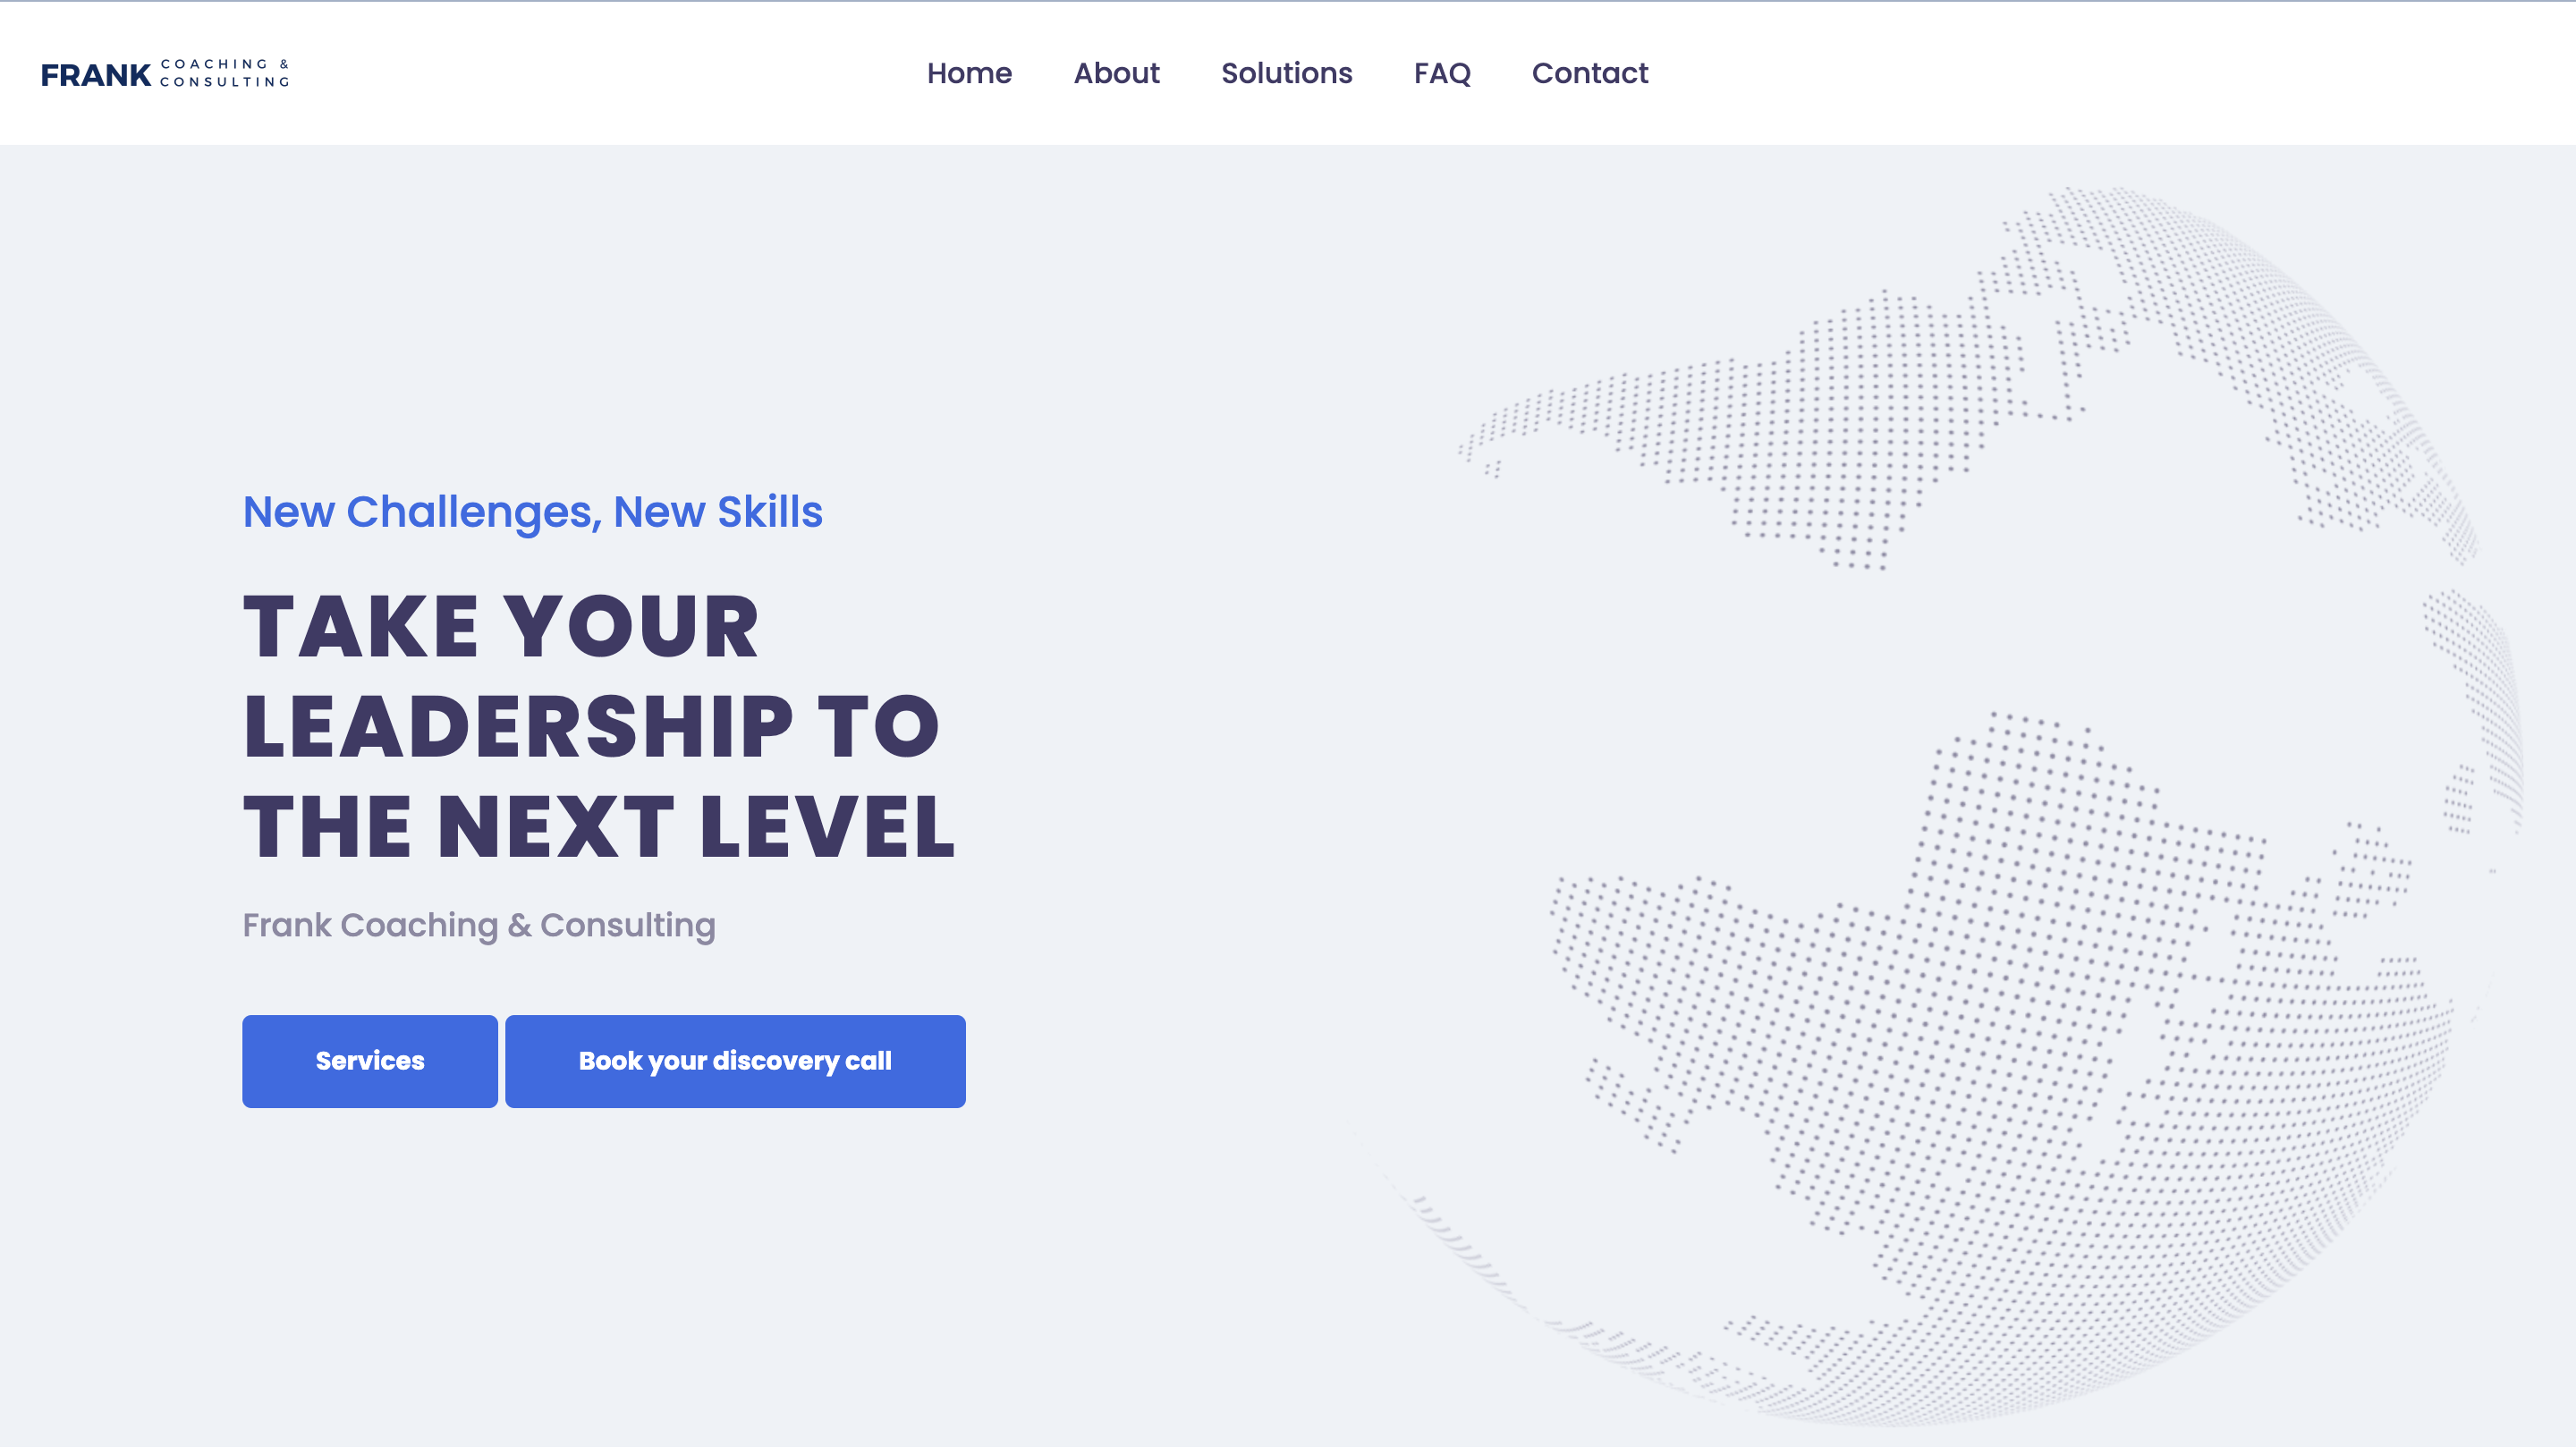 FRANK COACHING &
CONSULTING
Home About Solutions FAQ Contact
New Challenges, New Skills
TAKE YOUR
LEADERSHIP TO
THE NEXT LEVEL
Frank Coaching & Consulting
Services Book your discovery call